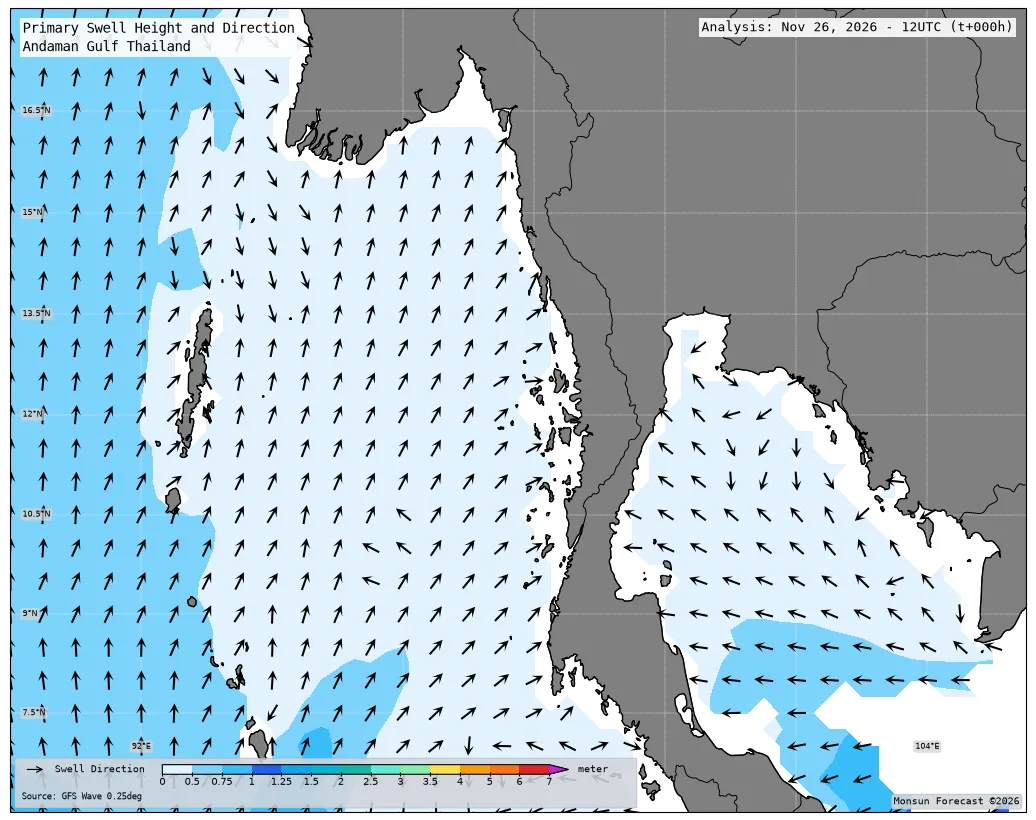 Primary Swell Height and Direction
Andaman Gulf Thailand
Analysis: Nov 26, 2026 - 12UTC (t+000h)
16.5°N
15°N
13.5°N
12°N
10.5°N
9°N
7.5°N
92°E
104°E
Swell Direction
0 0.5 0.75 1 1.25 1.5 2 2.5 3 3.5 4 5 6 7
meter
Source: GFS Wave 0.25deg
Monsun Forecast ©2026